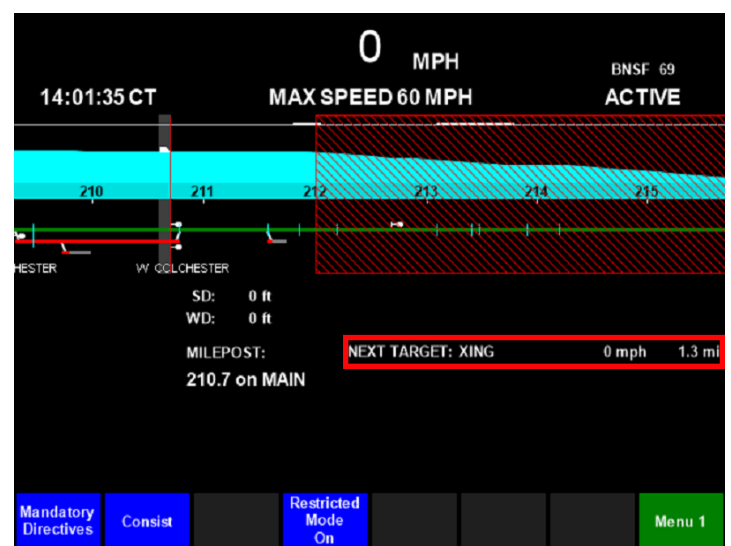 0 MPH
BNSF 69
14:01:35 CT MAX SPEED 60 MPH ACTIVE
210 211 212 213 214 215
HESTER W COLCHESTER
SD: 0 ft
WD: 0 ft
MILEPOST: NEXT TARGET: XING 0 mph 1.3 mi
210.7 on MAIN
Mandatory
Directives
Consist
Restricted
Mode
On
Menu 1